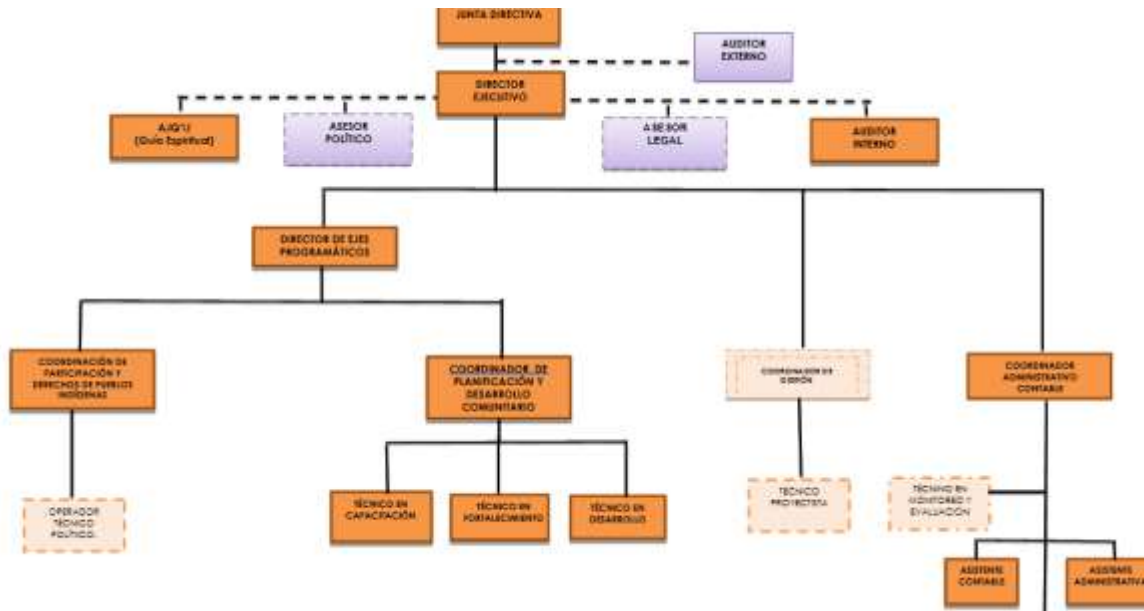 JUNTA DIRECTIVA
AUDITOR
EXTERNO
DIRECTOR
EJECUTIVO
AJQ'IJ
(Guía Espiritual)
ASESOR
POLÍTICO
ASESOR
LEGAL
AUDITOR
INTERNO
DIRECTOR DE EJES
PROGRAMÁTICOS
COORDINACIÓN DE
PARTICIPACIÓN Y
DERECHOS DE PUEBLOS
INDÍGENAS
COORDINADOR DE
PLANIFICACIÓN Y
DESARROLLO
COMUNITARIO
COORDINADOR DE
COORDINADOR
ADMINISTRATIVO
CONTABLE
OPERADOR
TÉCNICO
POLÍTICO.
TÉCNICO EN
CAPACITACIÓN
TÉCNICO EN
FORTALECIMIENTO
TÉCNICO EN
DESARROLLO
TÉCNICO
PROYECTISTA
TÉCNINO EN
MONITOREO Y
EVALUACIÓN
ASISTENTE
CONTABLE
ASISTENTE
ADMINISTRATIVA